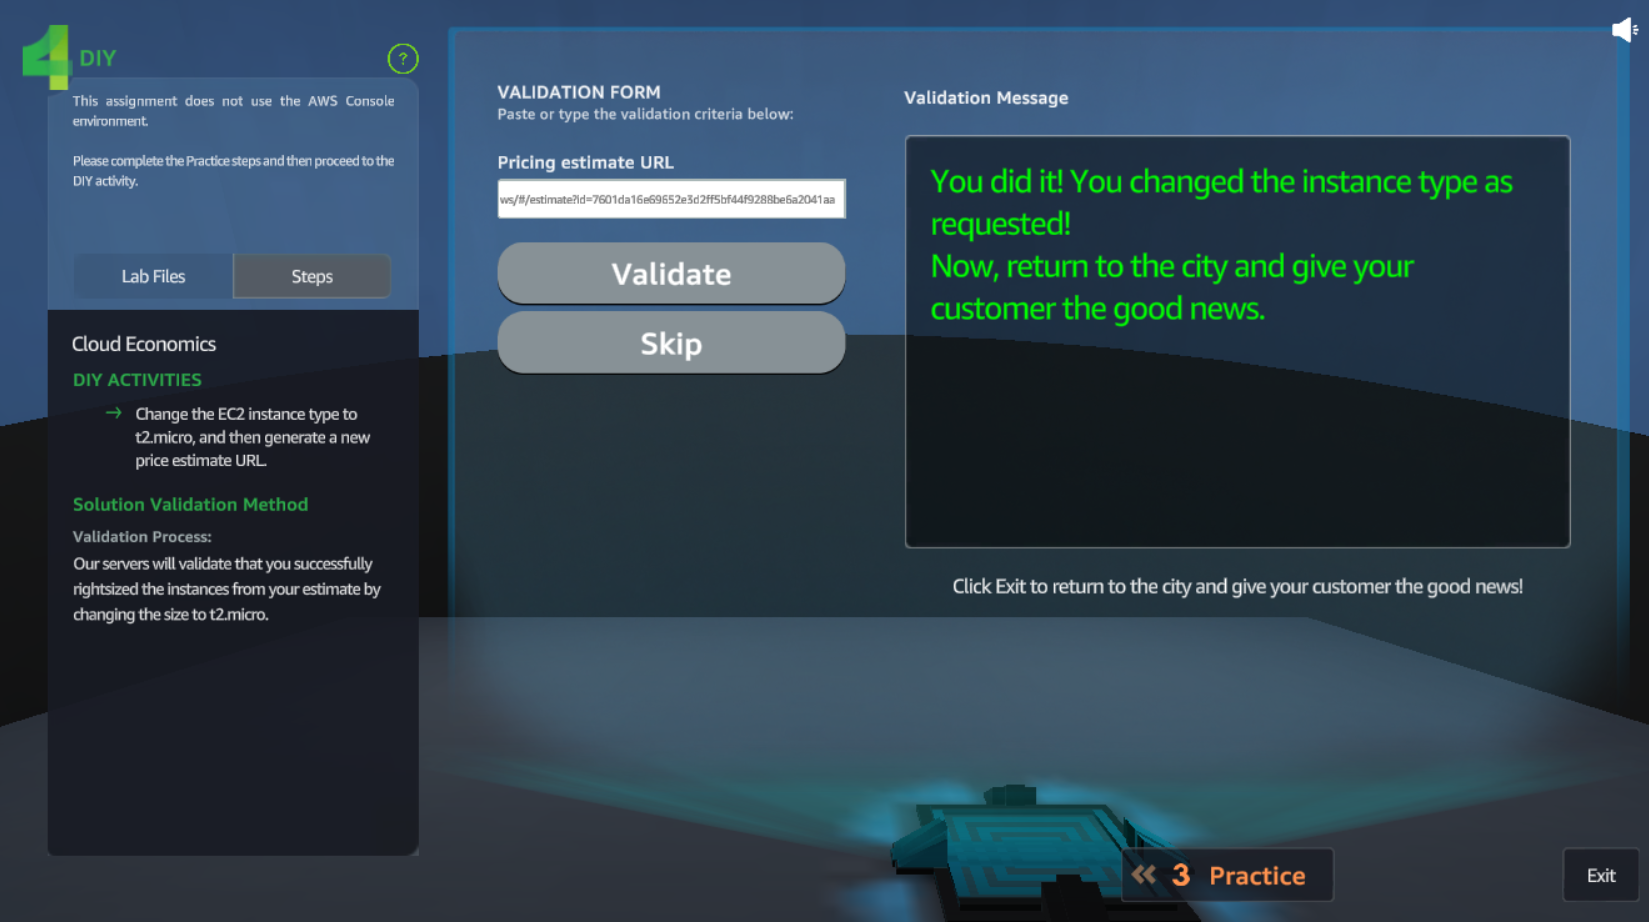 4 DIY
?
This assignment does not use the AWS Console
environment.
Please complete the Practice steps and then proceed to the
DIY activity.
Lab Files
Steps
Cloud Economics
DIY ACTIVITIES
→ Change the EC2 instance type to
t2.micro, and then generate a new
price estimate URL.
Solution Validation Method
Validation Process:
Our servers will validate that you successfully
rightsized the instances from your estimate by
changing the size to t2.micro.
VALIDATION FORM
Paste or type the validation criteria below:
Pricing estimate URL
ws/#/estimate?id=7601da16e69652e3d2ff5bf44f9288be6a2041aa
Validate
Skip
Validation Message
You did it! You changed the instance type as
requested!
Now, return to the city and give your
customer the good news.
Click Exit to return to the city and give your customer the good news!
« 3 Practice
Exit